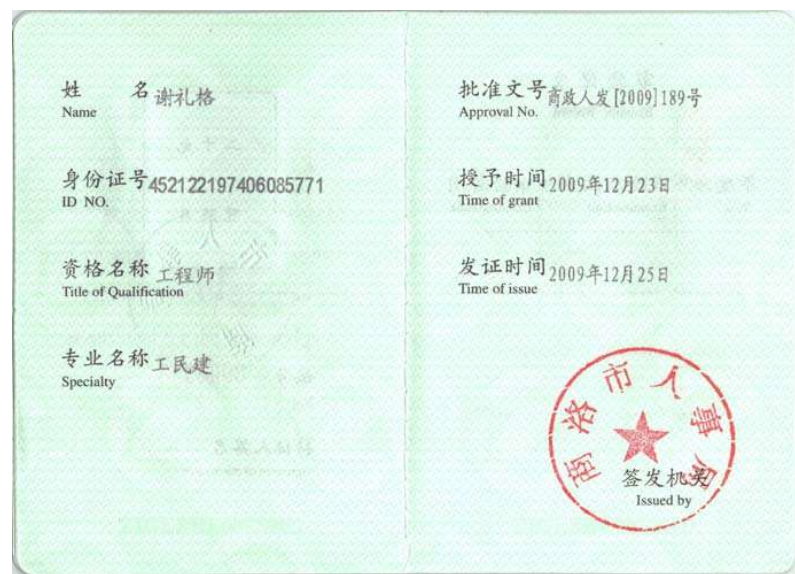 姓名 谢礼格
Name
身份证号 452122197406085771
ID NO.
资格名称 工程师
Title of Qualification
专业名称 工民建
Specialty
批准文号 商政人发[2009]189号
Approval No.
授予时间 2009年12月23日
Time of grant
发证时间 2009年12月25日
Time of issue
商洛市人事局
签发机关
Issued by